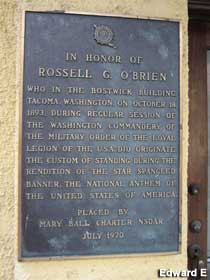 IN HONOR OF
ROSSELL G. O'BRIEN
WHO IN THE BOSTWICK BUILDING,
TACOMA, WASHINGTON, ON OCTOBER 18,
1893, DURING REGULAR SESSION OF
THE WASHINGTON COMMANDERY OF
THE MILITARY ORDER OF THE LOYAL
LEGION OF THE U.S.A. DID ORIGINATE
THE CUSTOM OF STANDING DURING THE
RENDITION OF THE STAR SPANGLED
BANNER, THE NATIONAL ANTHEM OF
THE UNITED STATES OF AMERICA.
PLACED BY
MARY BALL CHARTER NSDAR.
JULY 1970
Edward E